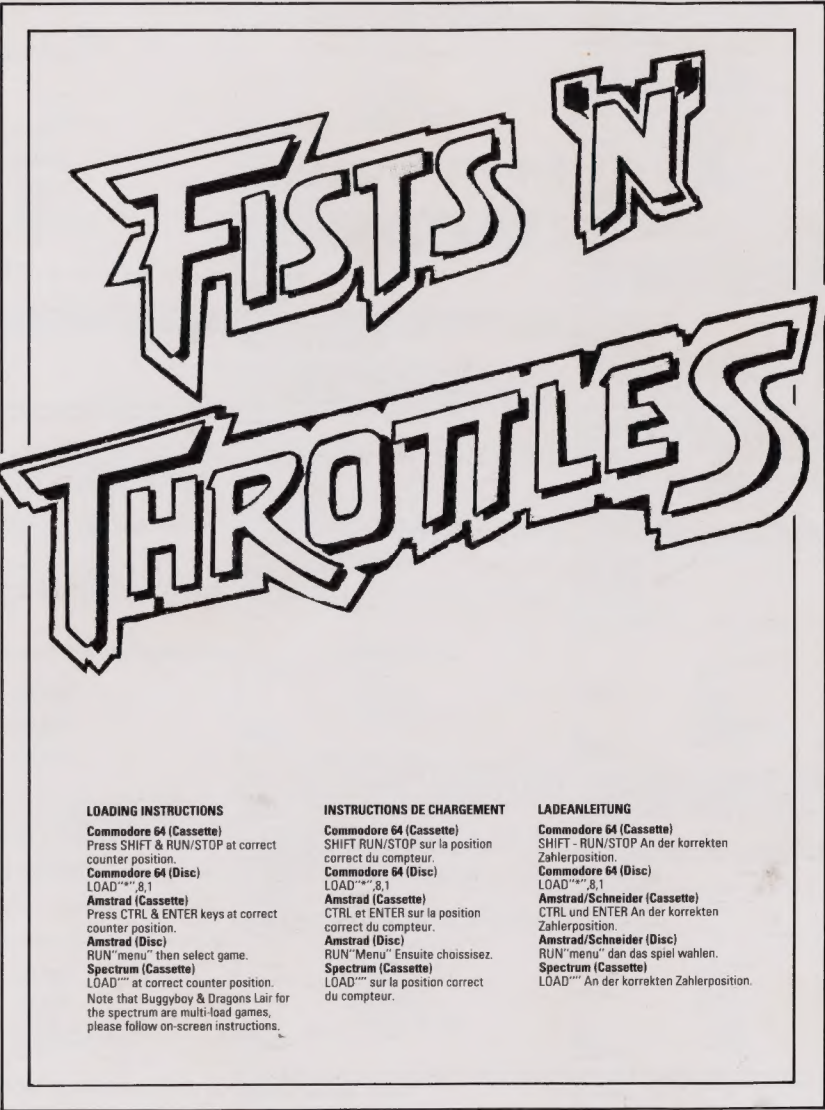 FISTS 'N'
THROTTLES
LOADING INSTRUCTIONS
Commodore 64 (Cassette)
Press SHIFT & RUN/STOP at correct
counter position.
Commodore 64 (Disc)
LOAD"*",8,1
Amstrad (Cassette)
Press CTRL & ENTER keys at correct
counter position.
Amstrad (Disc)
RUN"menu" then select game.
Spectrum (Cassette)
LOAD"" at correct counter position.
Note that Buggyboy & Dragons Lair for
the spectrum are multi-load games,
please follow on-screen instructions.
INSTRUCTIONS DE CHARGEMENT
Commodore 64 (Cassette)
SHIFT RUN/STOP sur la position
correct du compteur.
Commodore 64 (Disc)
LOAD"*",8,1
Amstrad (Cassette)
CTRL et ENTER sur la position
correct du compteur.
Amstrad (Disc)
RUN"Menu" Ensuite choissisez.
Spectrum (Cassette)
LOAD"" sur la position correct
du compteur.
LADEANLEITUNG
Commodore 64 (Cassette)
SHIFT - RUN/STOP An der korrekten
Zahlerposition.
Commodore 64 (Disc)
LOAD"*",8,1
Amstrad/Schneider (Cassette)
CTRL und ENTER An der korrekten
Zahlerposition.
Amstrad/Schneider (Disc)
RUN"menu" dan das spiel wahlen.
Spectrum (Cassette)
LOAD"" An der korrekten Zahlerposition.